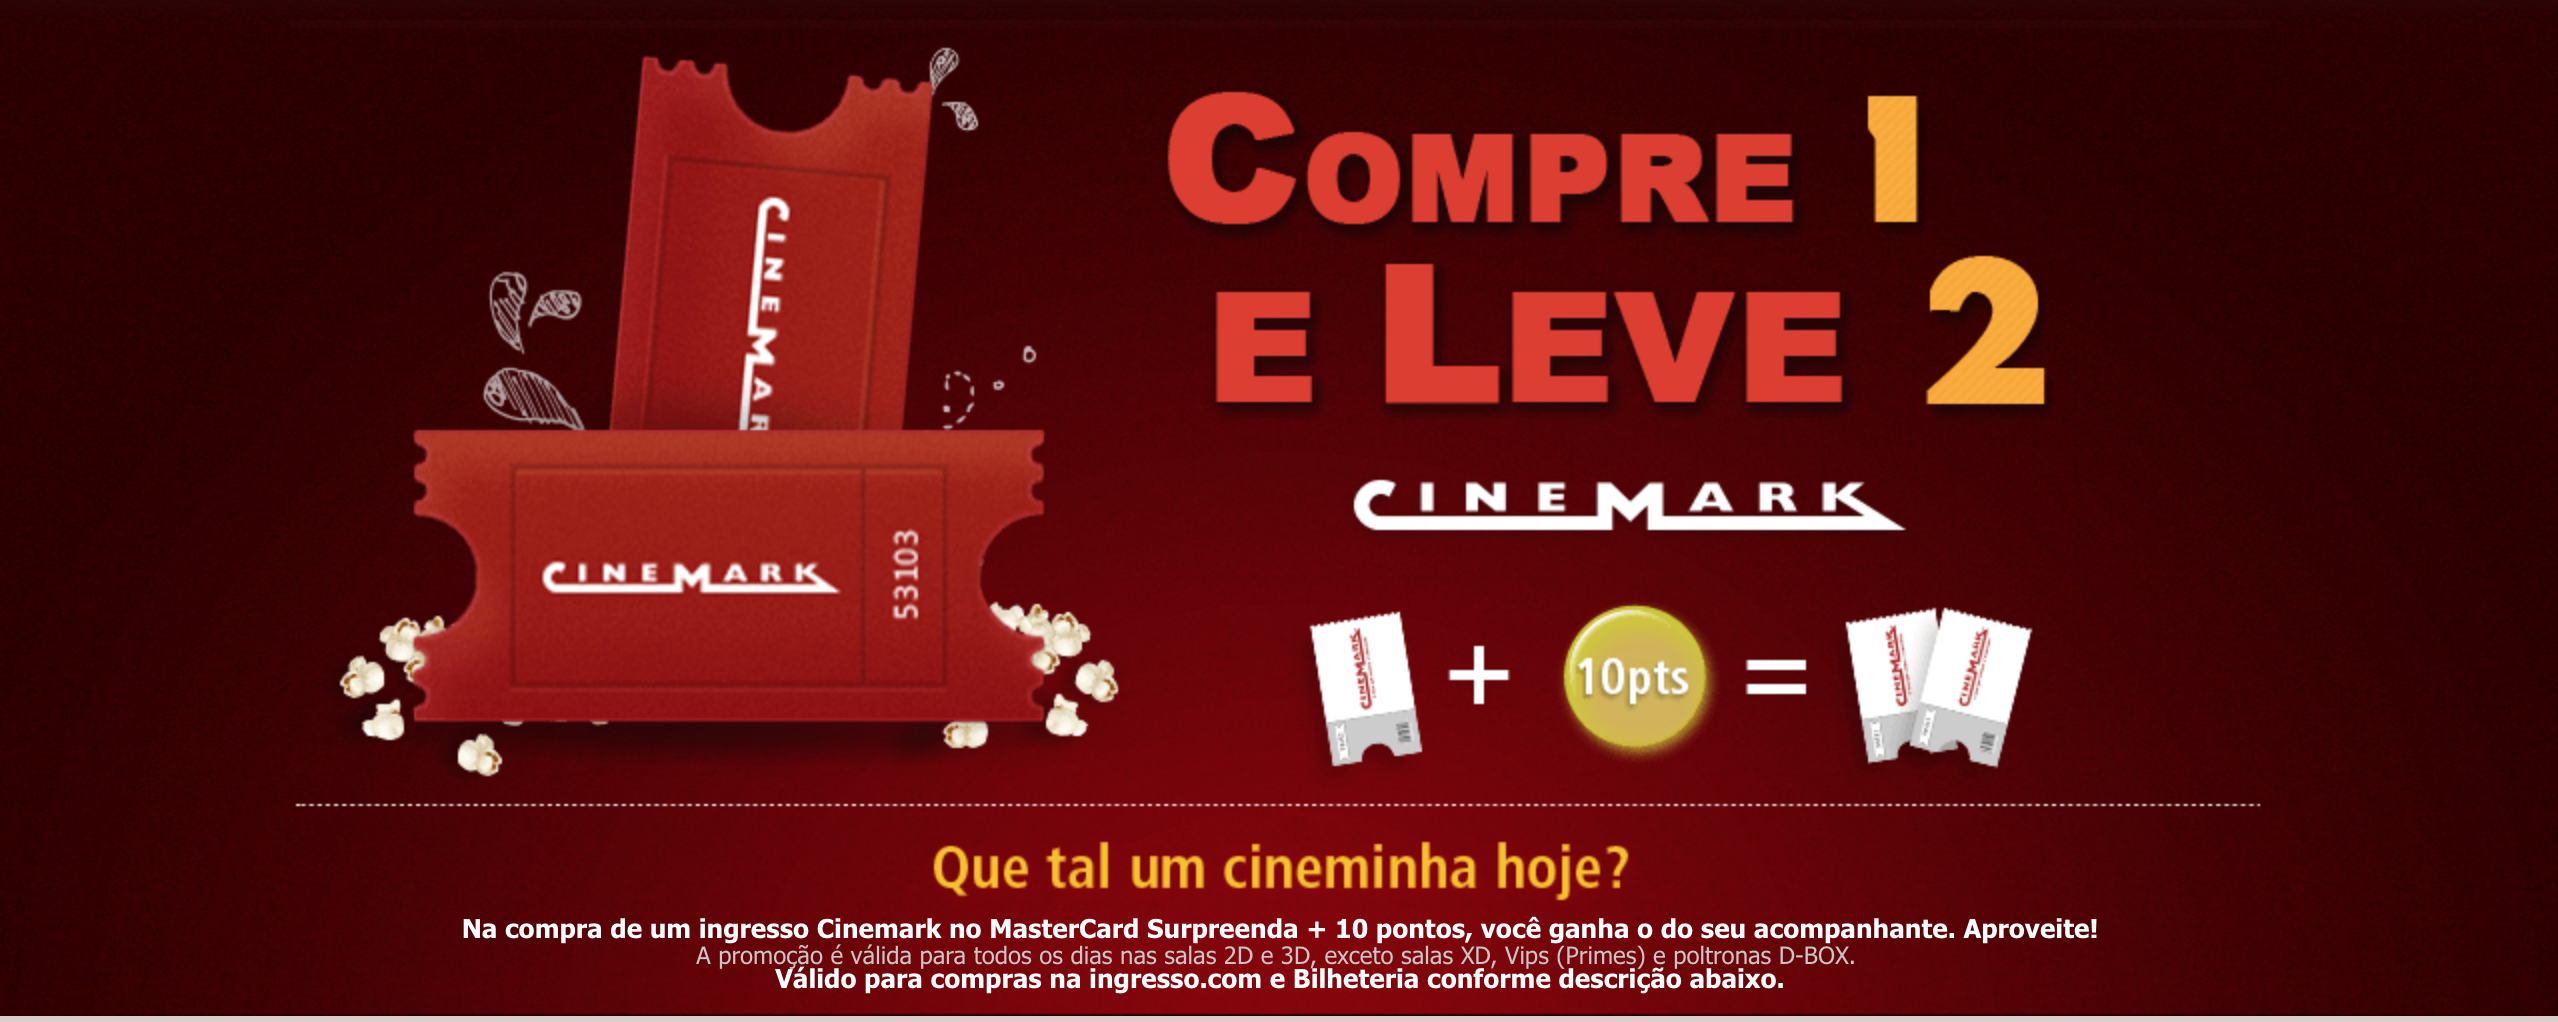 CINEMARK
CINEMARK
53103
COMPRE 1
E LEVE 2
CINEMARK
CINEMARK
+
10pts
=
CINEMARK
CINEMARK
Que tal um cineminha hoje?
Na compra de um ingresso Cinemark no MasterCard Surpreenda + 10 pontos, você ganha o do seu acompanhante. Aproveite!
A promoção é válida para todos os dias nas salas 2D e 3D, exceto salas XD, Vips (Primes) e poltronas D-BOX.
Válido para compras na ingresso.com e Bilheteria conforme descrição abaixo.